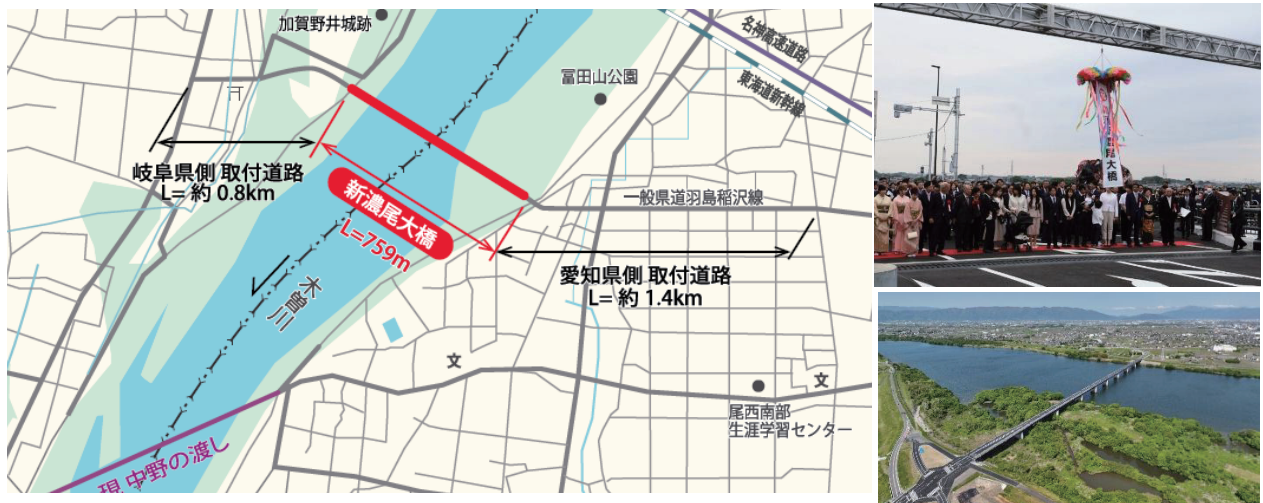 加賀野井城跡
名神高速道路
東海道新幹線
冨田山公園
岐阜県側 取付道路
L= 約 0.8km
新濃尾大橋
L=759m
一般県道羽島稲沢線
愛知県側 取付道路
L= 約 1.4km
木曽川
文
文
尾西南部
生涯学習センター
現 中野の渡し
尾大橋